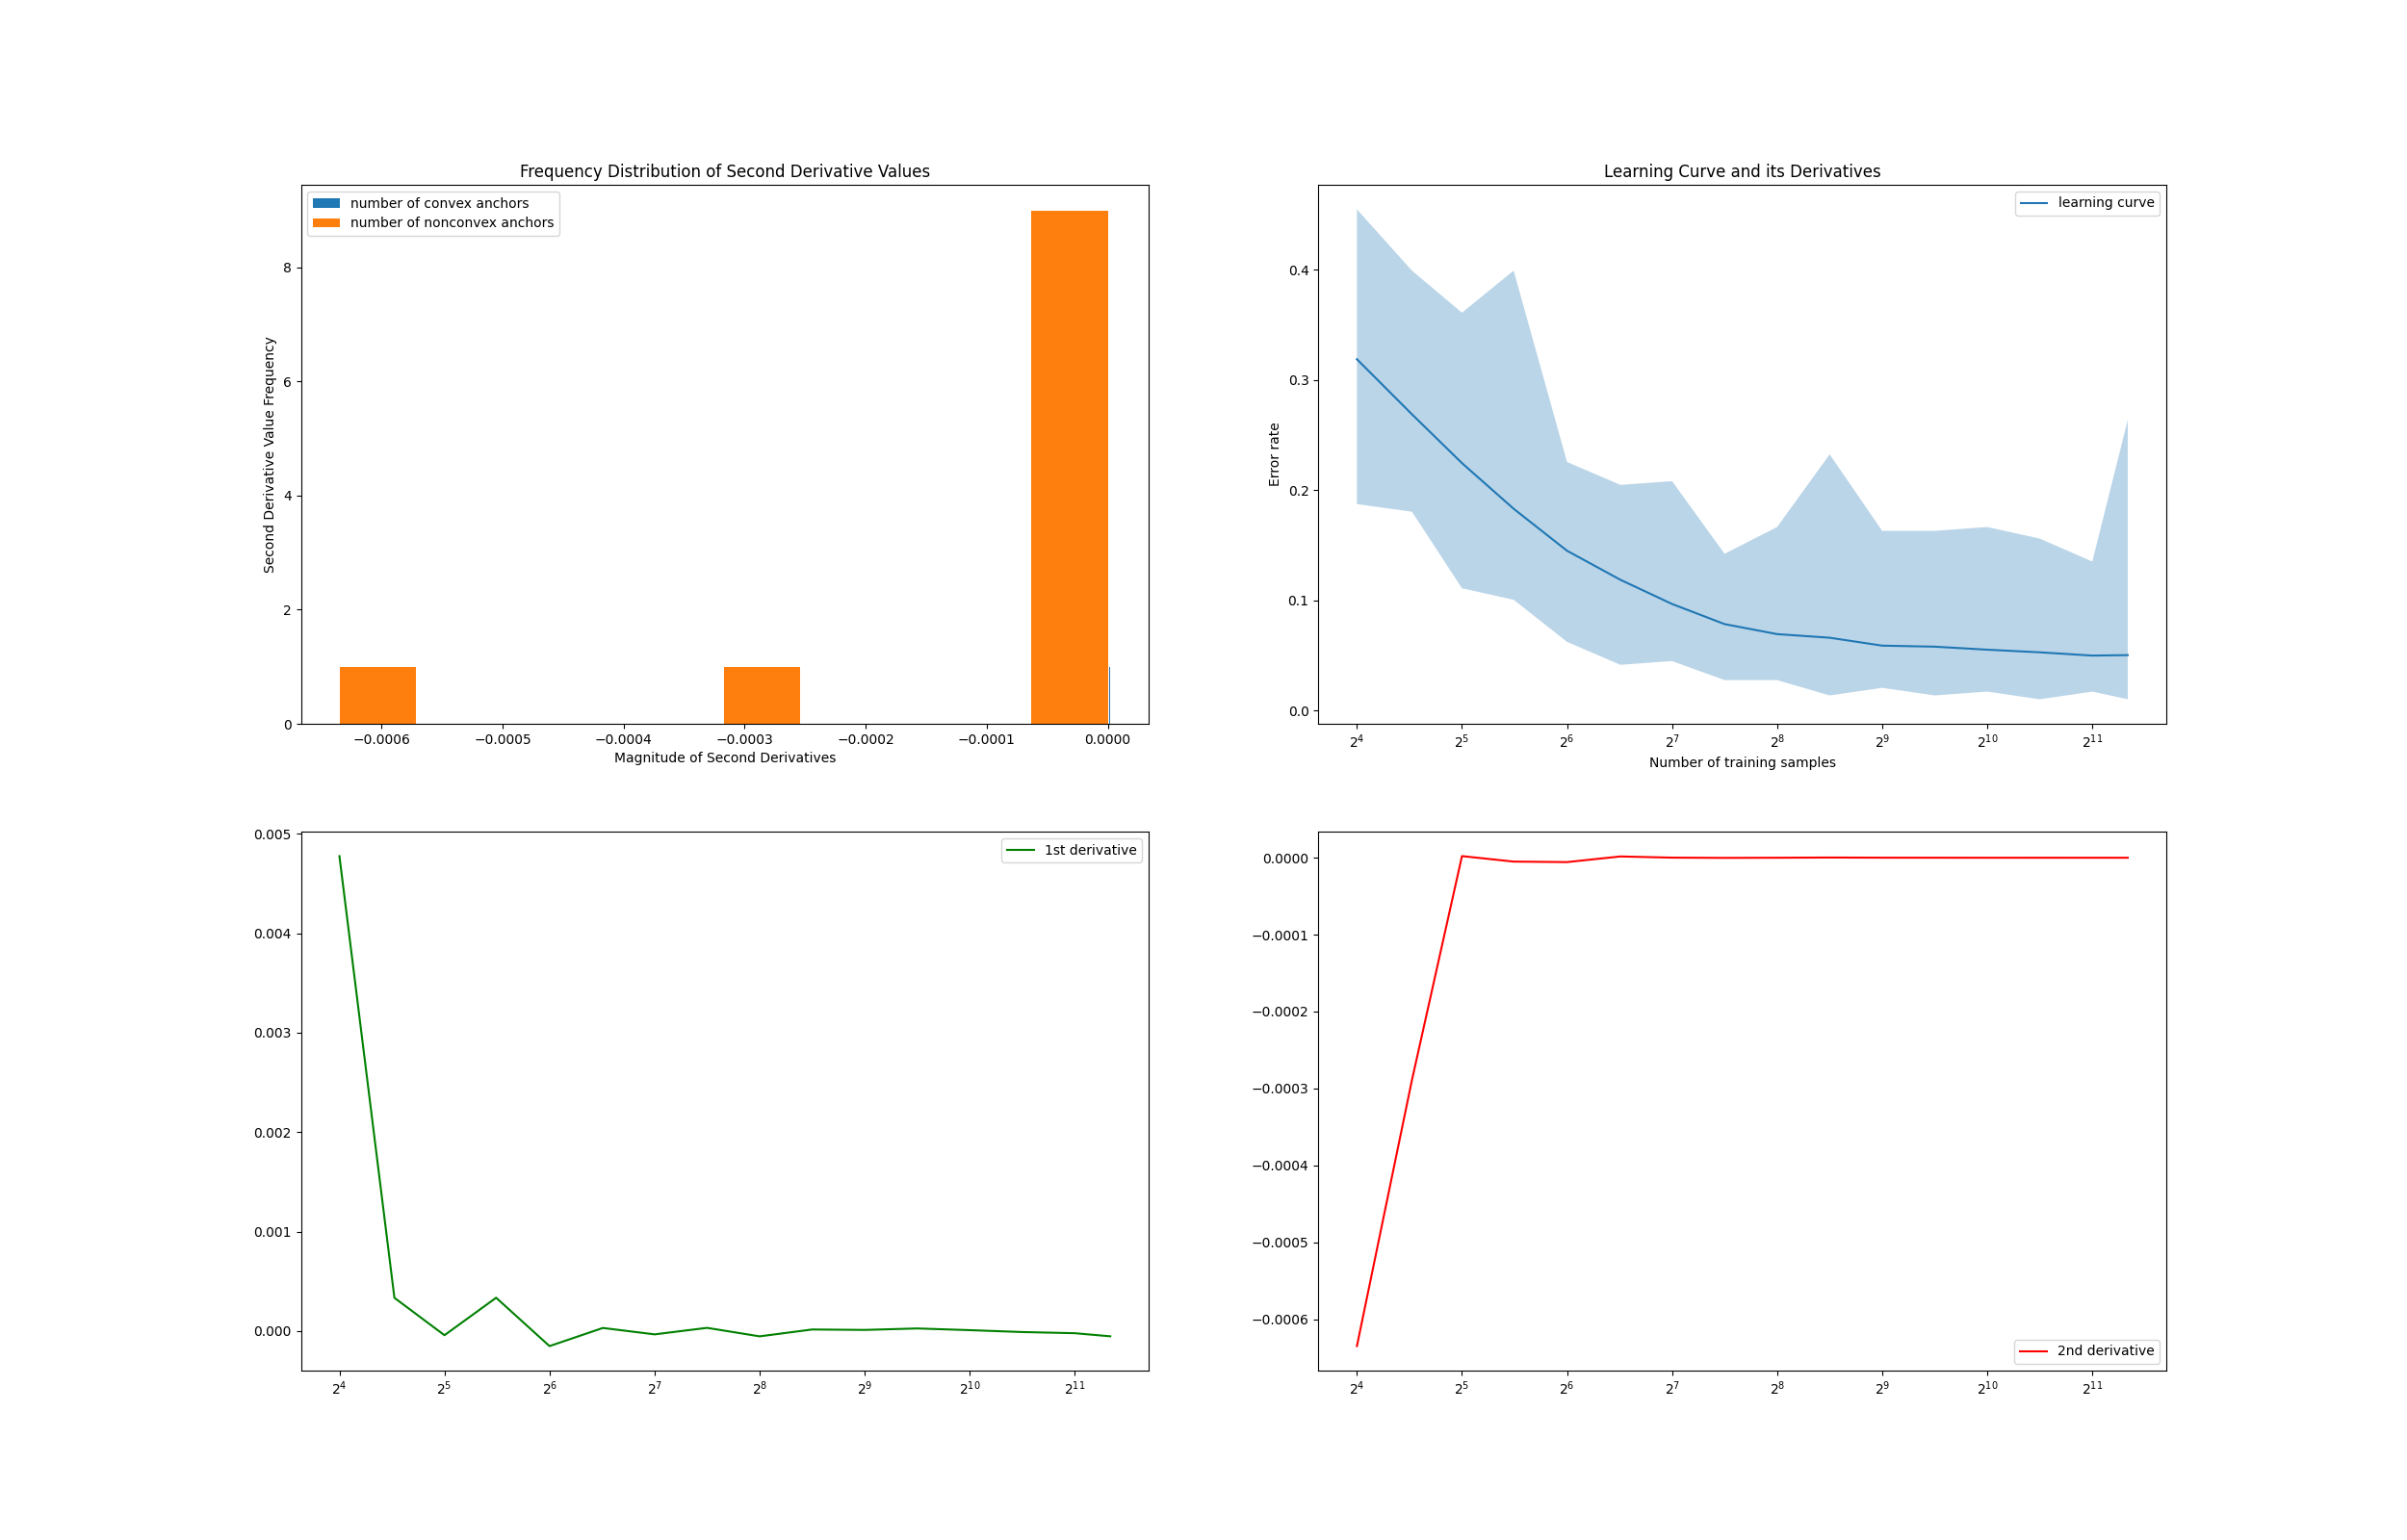 Frequency Distribution of Second Derivative Values
number of convex anchors
number of nonconvex anchors
Second Derivative Value Frequency
8
6
4
2
0
−0.0006 −0.0005 −0.0004 −0.0003 −0.0002 −0.0001 0.0000
Magnitude of Second Derivatives
Learning Curve and its Derivatives
learning curve
Error rate
0.4
0.3
0.2
0.1
0.0
2⁴ 2⁵ 2⁶ 2⁷ 2⁸ 2⁹ 2¹⁰ 2¹¹
Number of training samples
1st derivative
0.005
0.004
0.003
0.002
0.001
0.000
2⁴ 2⁵ 2⁶ 2⁷ 2⁸ 2⁹ 2¹⁰ 2¹¹
0.0000
−0.0001
−0.0002
−0.0003
−0.0004
−0.0005
−0.0006
2nd derivative
2⁴ 2⁵ 2⁶ 2⁷ 2⁸ 2⁹ 2¹⁰ 2¹¹